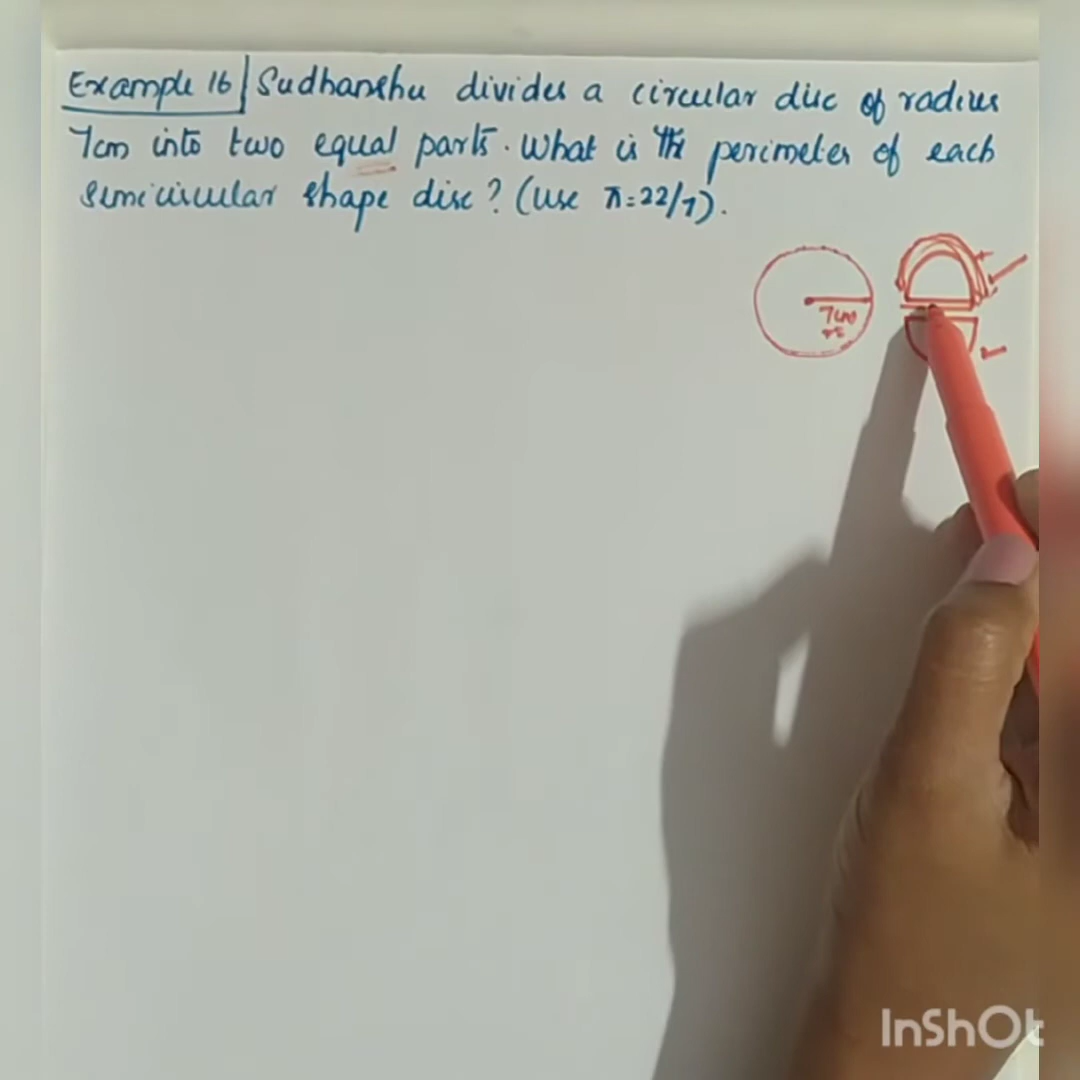 Example 16 Sudhanshu divides a circular disc of radius
7cm into two equal parts. What is the perimeter of each
semicircular shape disc? (Use π=22/7).
7cm
InShOt